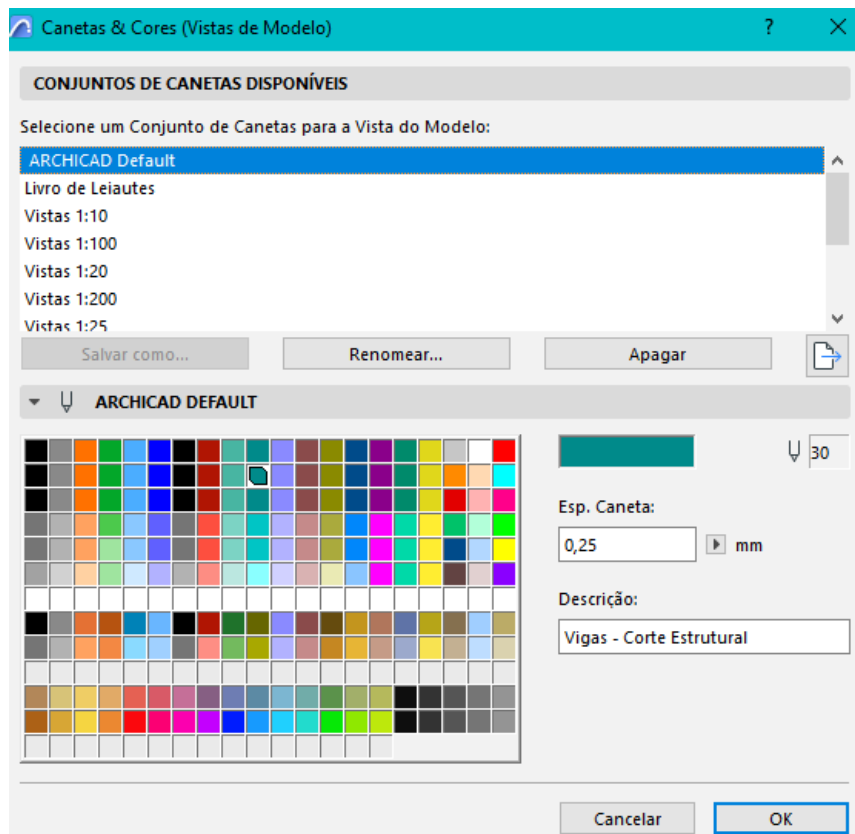 Canetas & Cores (Vistas de Modelo) ?
CONJUNTOS DE CANETAS DISPONÍVEIS
Selecione um Conjunto de Canetas para a Vista do Modelo:
ARCHICAD Default
Livro de Leiautes
Vistas 1:10
Vistas 1:100
Vistas 1:20
Vistas 1:200
Vistas 1:25
Salvar como... Renomear... Apagar
ARCHICAD DEFAULT
30
Esp. Caneta:
0,25 mm
Descrição:
Vigas - Corte Estrutural
Cancelar OK